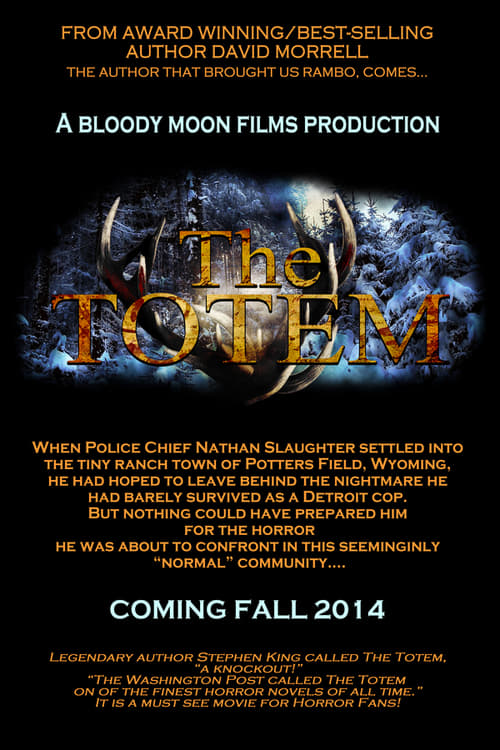 FROM AWARD WINNING/BEST-SELLING
AUTHOR DAVID MORRELL
THE AUTHOR THAT BROUGHT US RAMBO, COMES...
A BLOODY MOON FILMS PRODUCTION
The
TOTEM
WHEN POLICE CHIEF NATHAN SLAUGHTER SETTLED INTO
THE TINY RANCH TOWN OF POTTERS FIELD, WYOMING,
HE HAD HOPED TO LEAVE BEHIND THE NIGHTMARE HE
HAD BARELY SURVIVED AS A DETROIT COP.
BUT NOTHING COULD HAVE PREPARED HIM
FOR THE HORROR
HE WAS ABOUT TO CONFRONT IN THIS SEEMINGINLY
"NORMAL" COMMUNITY....
COMING FALL 2014
LEGENDARY AUTHOR STEPHEN KING CALLED THE TOTEM,
"A KNOCKOUT!"
"THE WASHINGTON POST CALLED THE TOTEM
ON OF THE FINEST HORROR NOVELS OF ALL TIME."
IT IS A MUST SEE MOVIE FOR HORROR FANS!